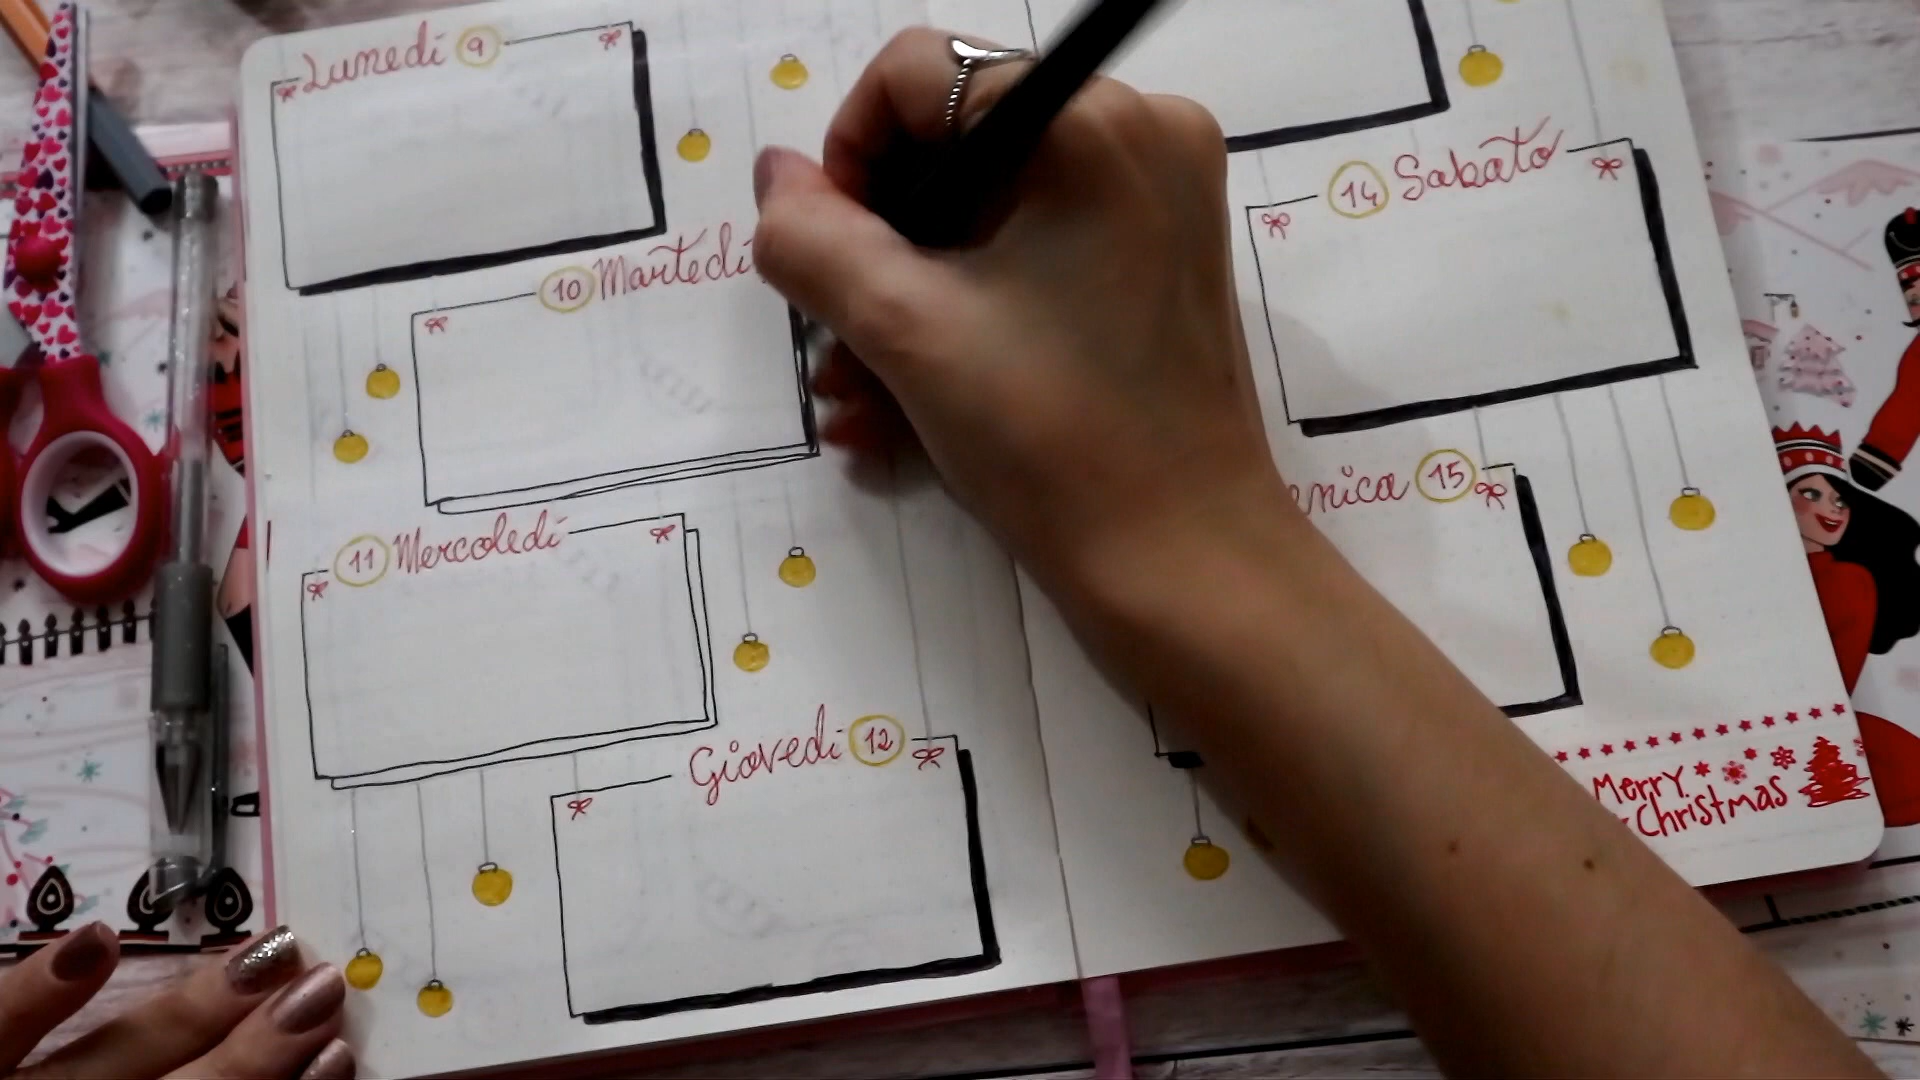 Lunedì 9
10 Martedì
11 Mercoledì
Giovedì 12
14 Sabato
enica 15
Merry
Christmas